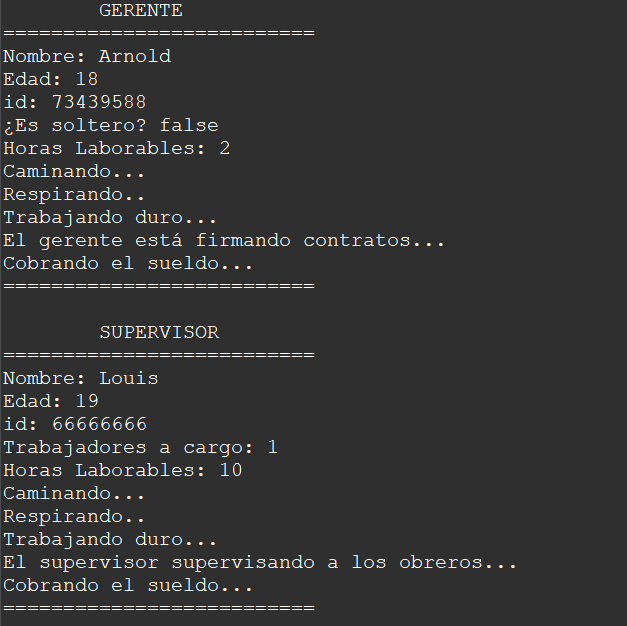 GERENTE
==========================
Nombre: Arnold
Edad: 18
id: 73439588
¿Es soltero? false
Horas Laborables: 2
Caminando...
Respirando..
Trabajando duro...
El gerente está firmando contratos...
Cobrando el sueldo...
==========================
SUPERVISOR
==========================
Nombre: Louis
Edad: 19
id: 66666666
Trabajadores a cargo: 1
Horas Laborables: 10
Caminando...
Respirando..
Trabajando duro...
El supervisor supervisando a los obreros...
Cobrando el sueldo...
==========================